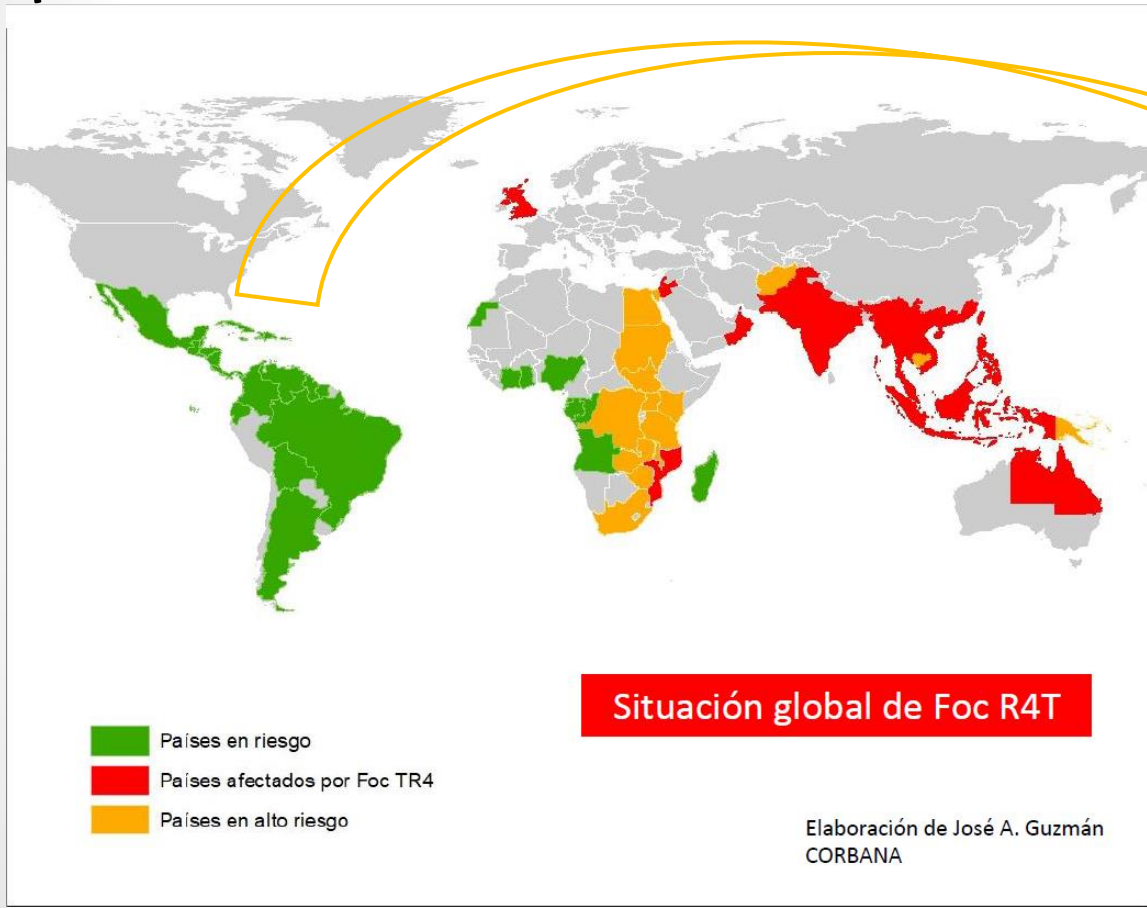 Situación global de Foc R4T
Países en riesgo
Países afectados por Foc TR4
Países en alto riesgo
Elaboración de José A. Guzmán
CORBANA